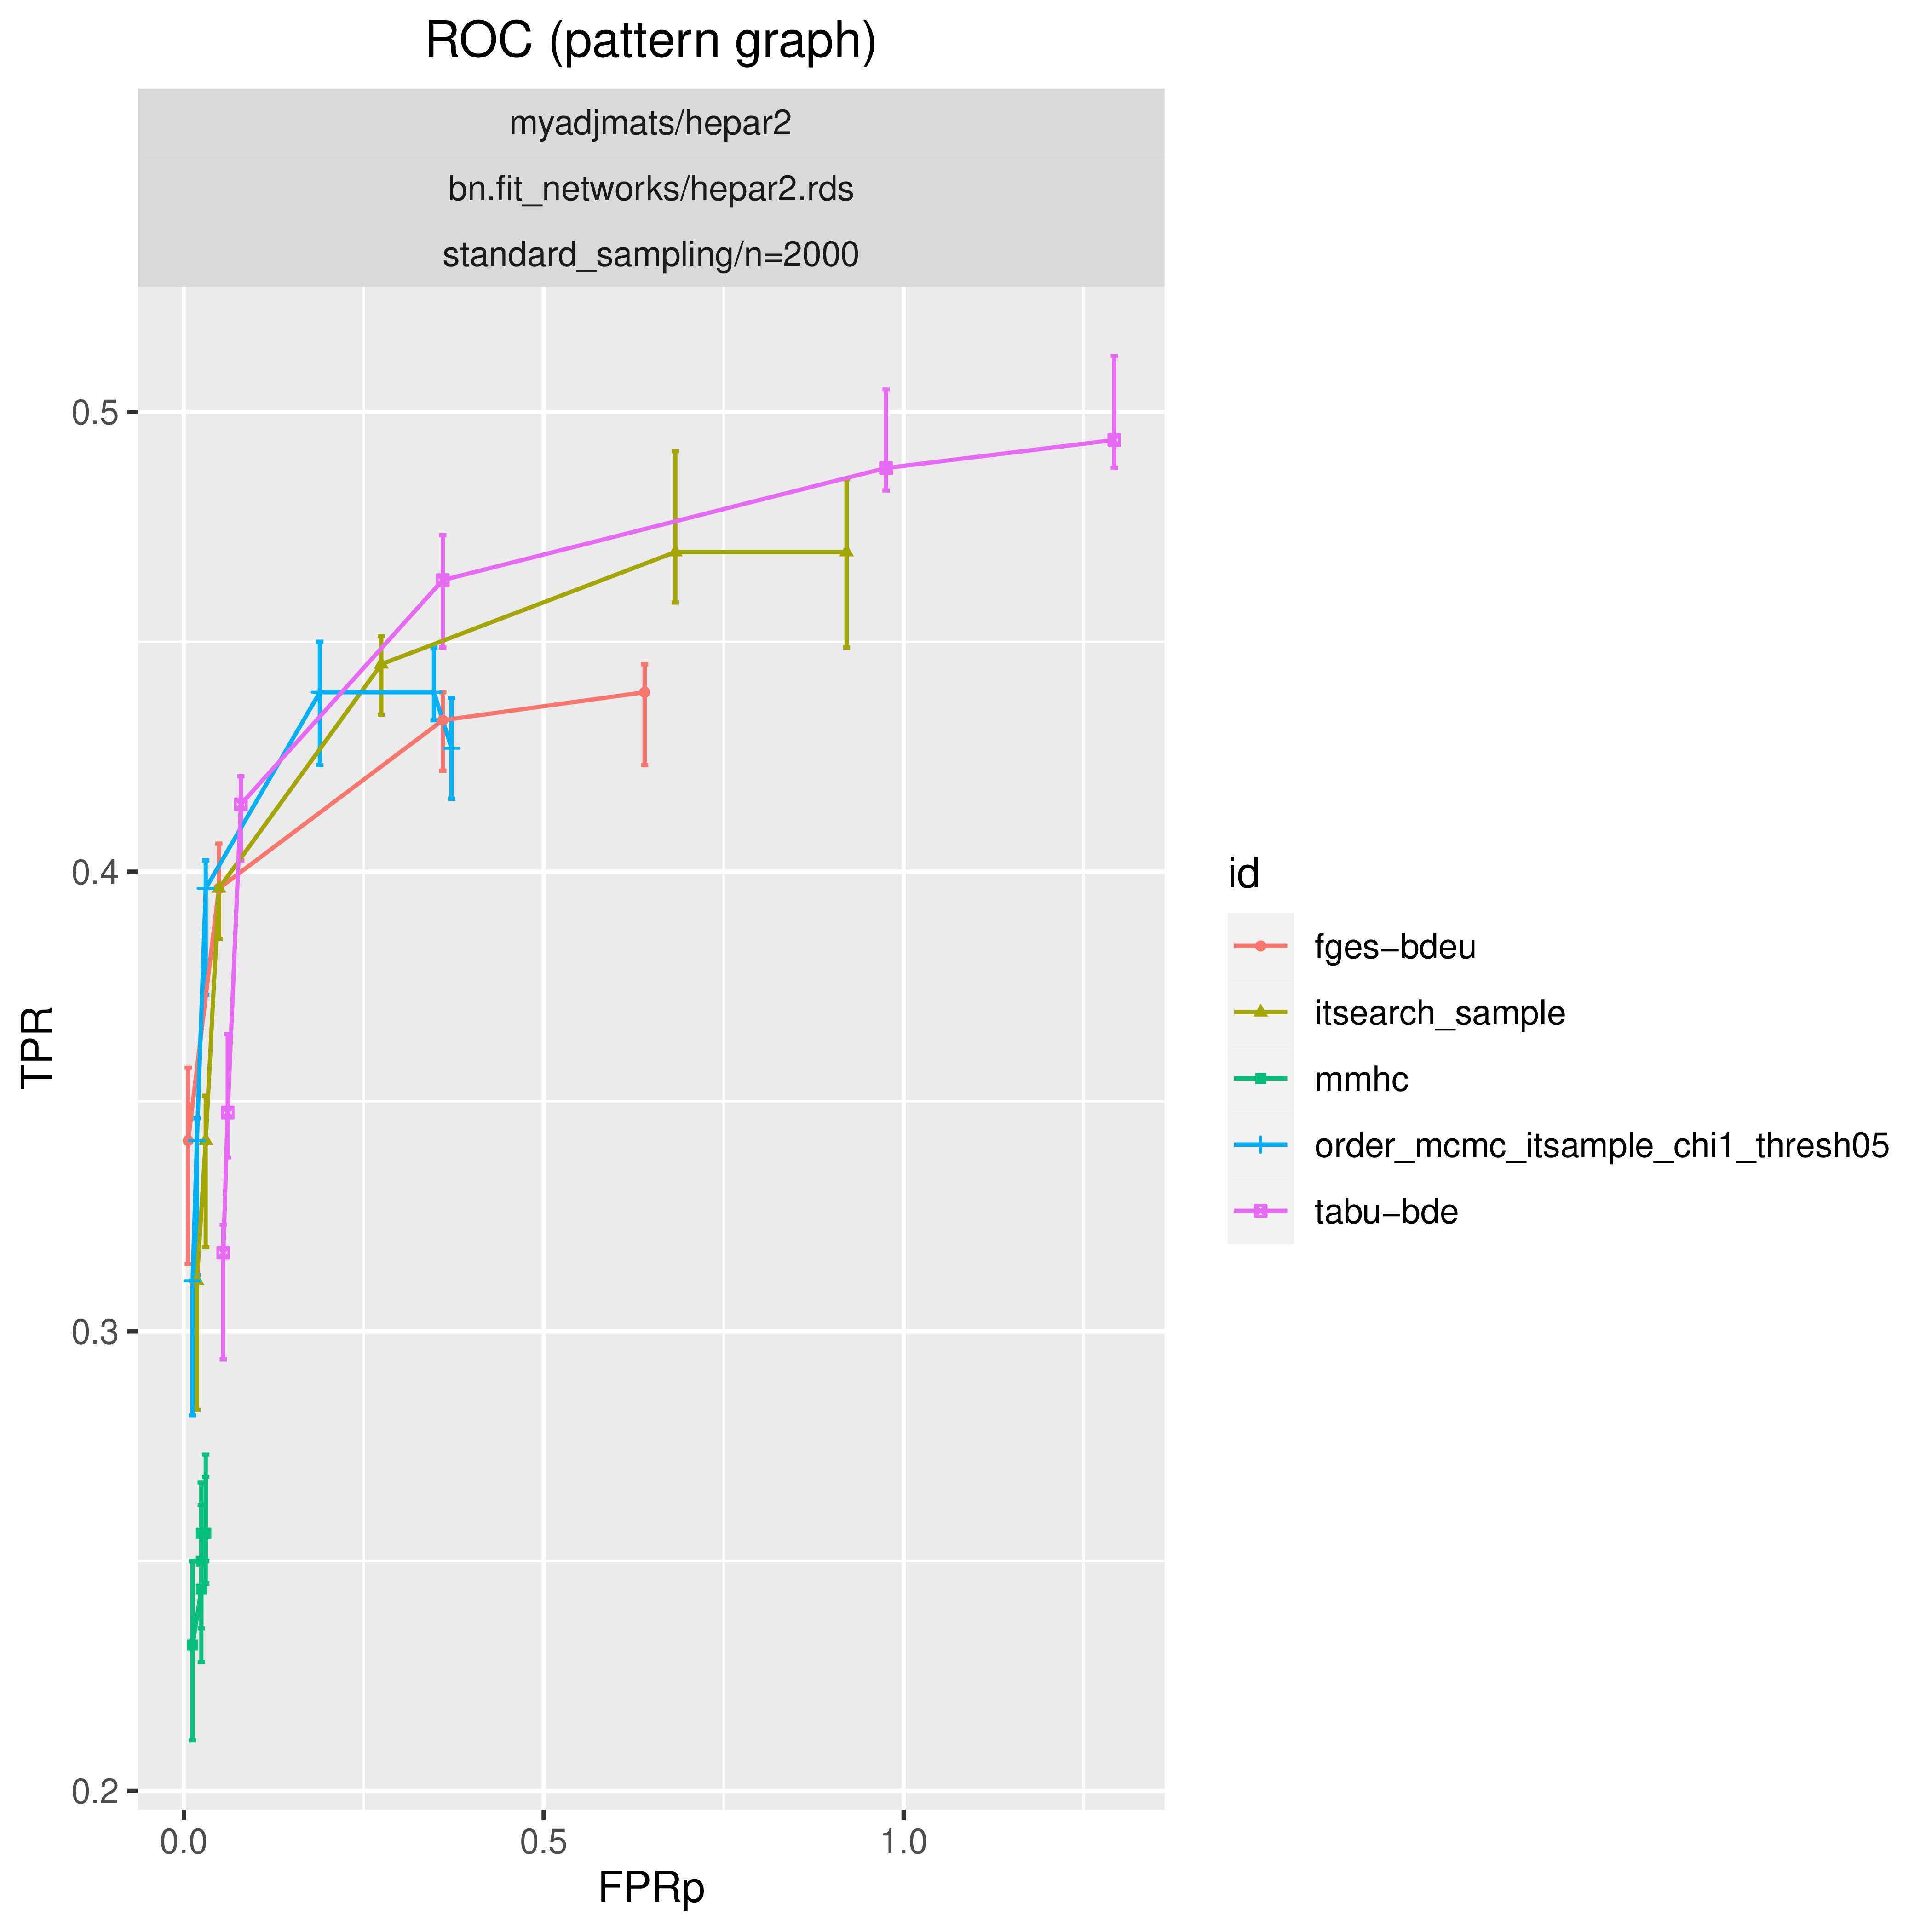 ROC (pattern graph)
myadjmats/hepar2
bn.fit_networks/hepar2.rds
standard_sampling/n=2000
0.5
0.4
0.3
0.2
TPR
0.0 0.5 1.0
FPRp
id
fges−bdeu
itsearch_sample
mmhc
order_mcmc_itsample_chi1_thresh05
tabu−bde